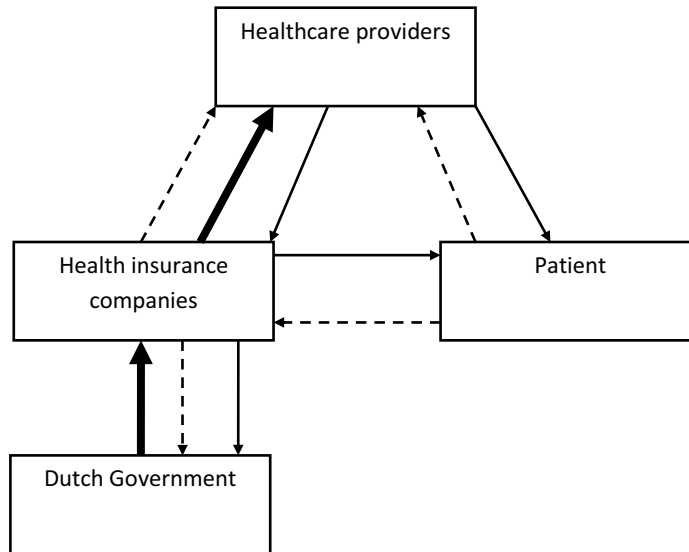 Healthcare providers
Health insurance
companies
Patient
Dutch Government